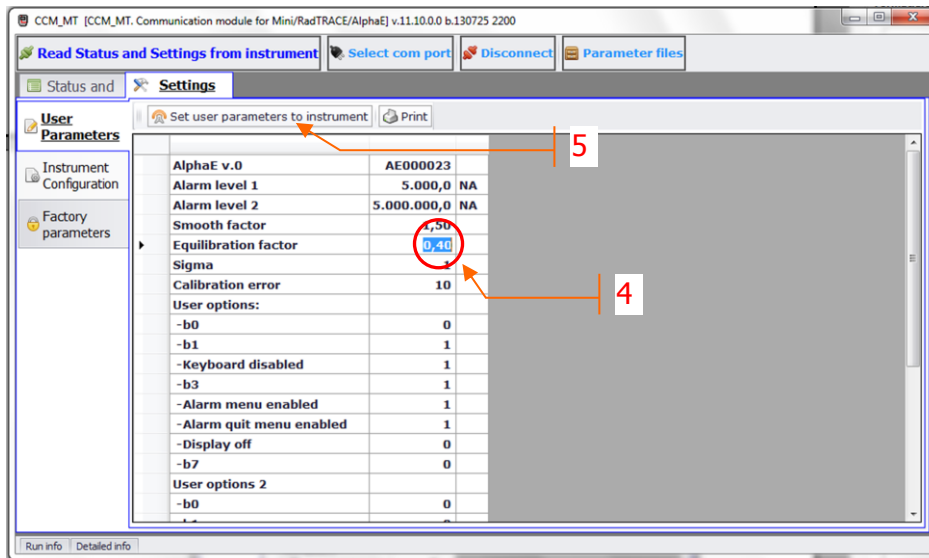 CCM_MT [CCM_MT. Communication module for Mini/RadTRACE/AlphaE] v.11.10.0.0 b.130725 2200
Read Status and Settings from instrument Select com port Disconnect Parameter files
Status and Settings
User
Parameters
Instrument
Configuration
Factory
parameters
Set user parameters to instrument Print
5
AlphaE v.0 AE000023
Alarm level 1 5.000,0 NA
Alarm level 2 5.000.000,0 NA
Smooth factor 1,50
Equilibration factor 0,40
Sigma 1
Calibration error 10
4
User options:
-b0 0
-b1 1
-Keyboard disabled 1
-b3 1
-Alarm menu enabled 1
-Alarm quit menu enabled 1
-Display off 0
-b7 0
User options 2
-b0 0
Run info Detailed info